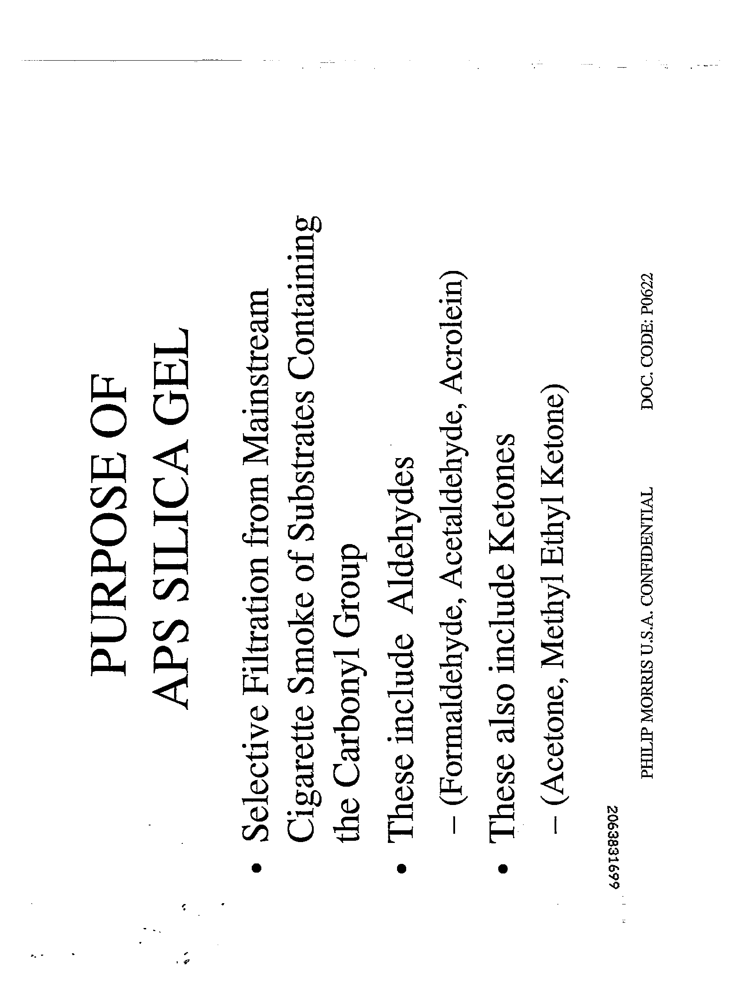 PURPOSE OF
APS SILICA GEL
• Selective Filtration from Mainstream
Cigarette Smoke of Substrates Containing
the Carbonyl Group
• These include Aldehydes
– (Formaldehyde, Acetaldehyde, Acrolein)
• These also include Ketones
– (Acetone, Methyl Ethyl Ketone)
PHILIP MORRIS U.S.A. CONFIDENTIAL DOC. CODE: P0622
2063831699